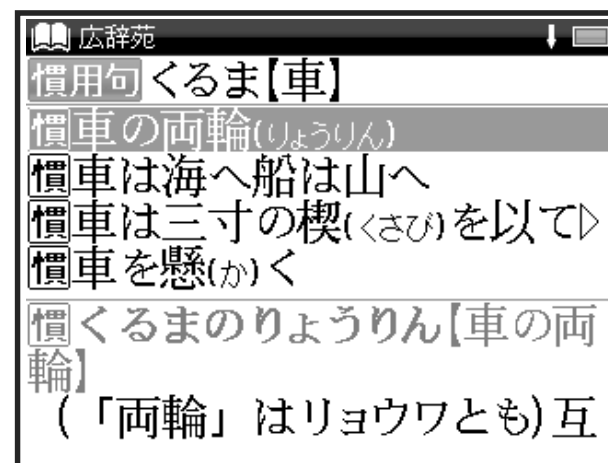 広辞苑
慣用句 くるま【車】
慣車の両輪(りょうりん)
慣車は海へ船は山へ
慣車は三寸の楔(くさび)を以て▷
慣車を懸(か)く
慣くるまのりょうりん【車の両
輪】
(「両輪」はリョウワとも)互